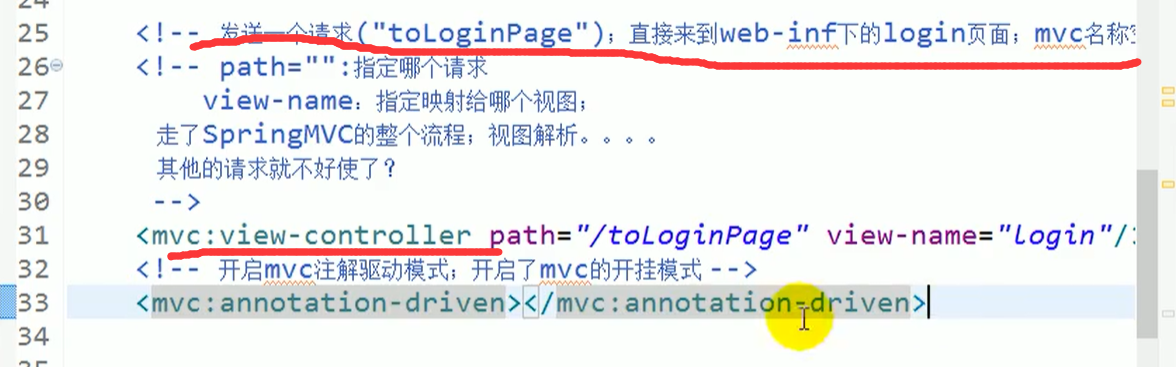 25 <!-- 发送一个请求("toLoginPage"); 直接来到web-inf下的login页面; mvc名称
26 <!-- path="":指定哪个请求
27 view-name: 指定映射给哪个视图;
28 走了SpringMVC的整个流程; 视图解析。。。。
29 其他的请求就不好使了?
30 -->
31 <mvc:view-controller path="/toLoginPage" view-name="login"/
32 <!-- 开启mvc注解驱动模式; 开启了mvc的开挂模式 -->
33 <mvc:annotation-driven></mvc:annotation-driven>
34